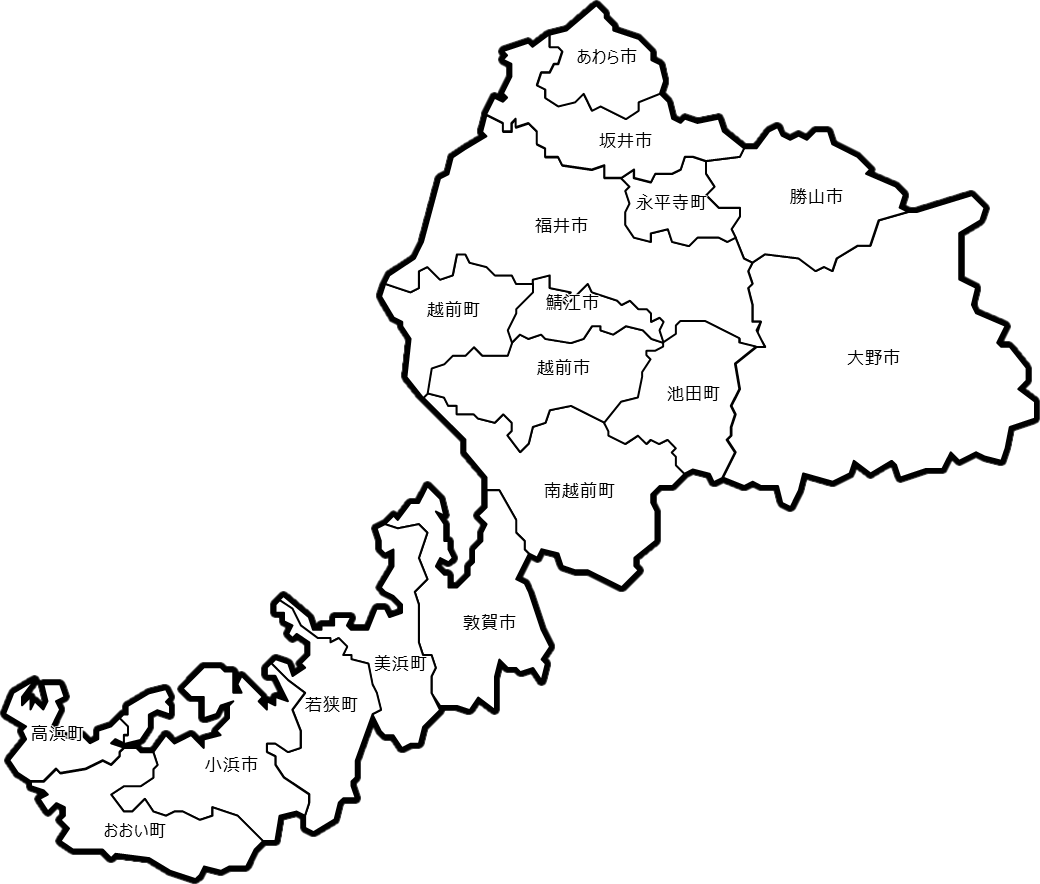 あわら市
坂井市
勝山市
永平寺町
福井市
鯖江市
越前町
大野市
越前市
池田町
南越前町
敦賀市
美浜町
若狭町
高浜町
小浜市
おおい町